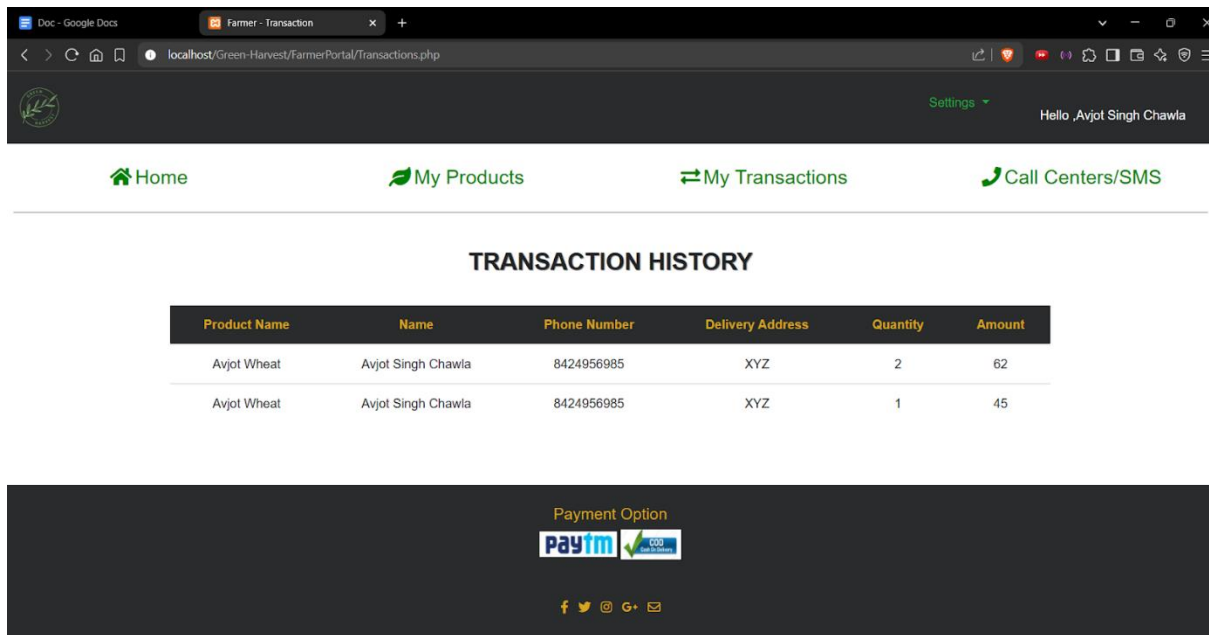 Doc - Google Docs Farmer - Transaction
localhost/Green-Harvest/FarmerPortal/Transactions.php
Settings
Hello ,Avjot Singh Chawla
Home My Products My Transactions Call Centers/SMS
TRANSACTION HISTORY
Product Name Name Phone Number Delivery Address Quantity Amount
Avjot Wheat Avjot Singh Chawla 8424956985 XYZ 2 62
Avjot Wheat Avjot Singh Chawla 8424956985 XYZ 1 45
Payment Option
paytm COD
Cash On Delivery
G+